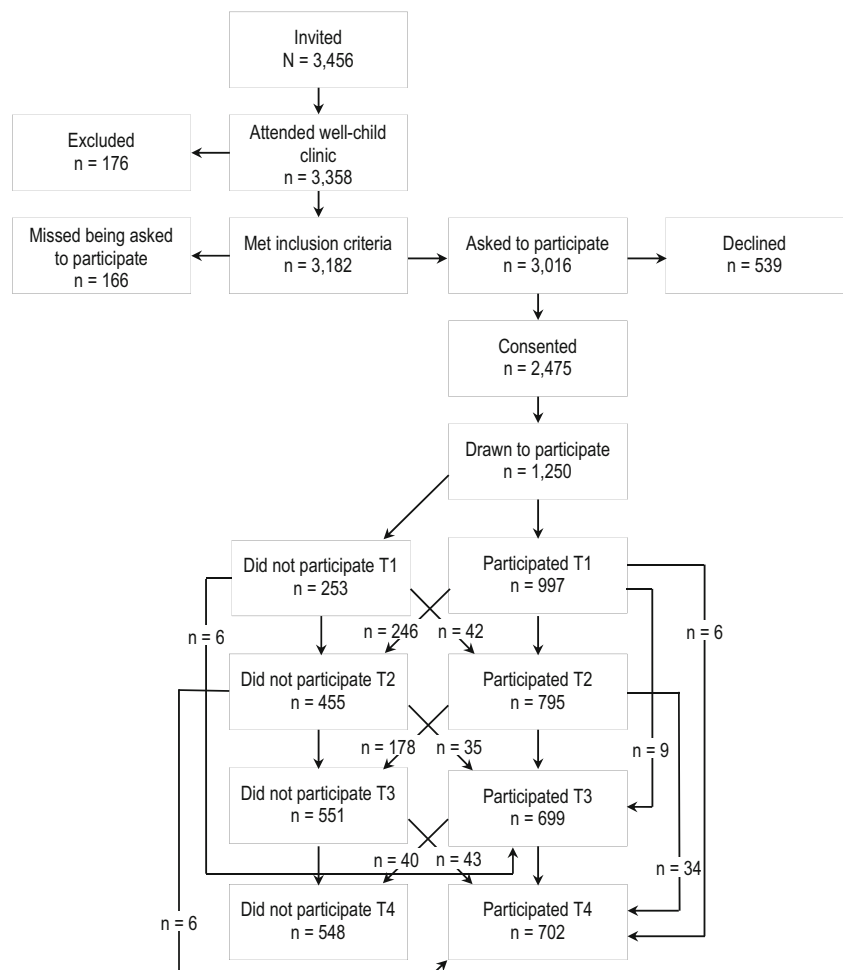 Invited
N = 3,456
Excluded
n = 176
Attended well-child
clinic
n = 3,358
Missed being asked
to participate
n = 166
Met inclusion criteria
n = 3,182
Asked to participate
n = 3,016
Declined
n = 539
Consented
n = 2,475
Drawn to participate
n = 1,250
Did not participate T1
n = 253
Participated T1
n = 997
n = 6
n = 246
n = 42
n = 6
Did not participate T2
n = 455
Participated T2
n = 795
n = 178
n = 35
n = 9
Did not participate T3
n = 551
Participated T3
n = 699
n = 40
n = 43
n = 34
n = 6
Did not participate T4
n = 548
Participated T4
n = 702